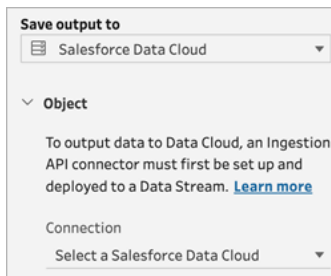 Save output to
Salesforce Data Cloud
Object
To output data to Data Cloud, an Ingestion
API connector must first be set up and
deployed to a Data Stream. Learn more
Connection
Select a Salesforce Data Cloud